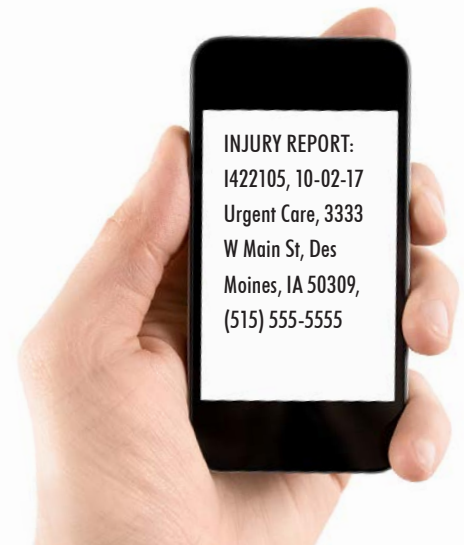 INJURY REPORT:
I422105, 10-02-17
Urgent Care, 3333
W Main St, Des
Moines, IA 50309,
(515) 555-5555